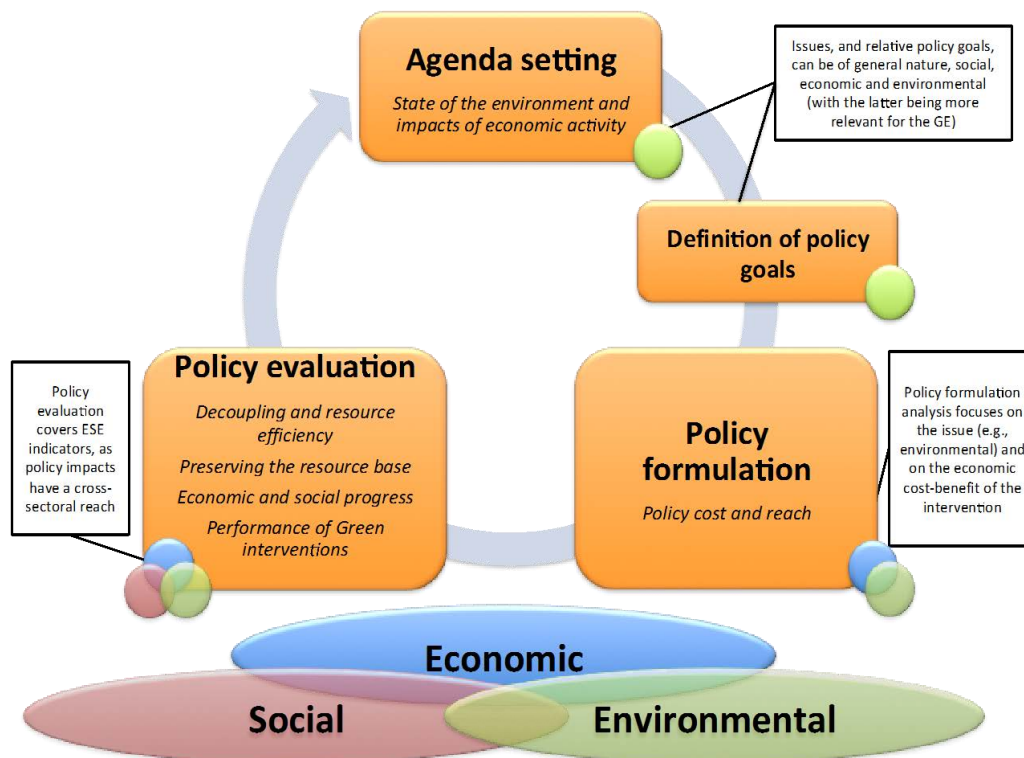 Agenda setting
State of the environment and
impacts of economic activity
Issues, and relative policy goals,
can be of general nature, social,
economic and environmental
(with the latter being more
relevant for the GE)
Definition of policy
goals
Policy
evaluation
covers ESE
indicators, as
policy impacts
have a cross-
sectoral reach
Policy evaluation
Decoupling and resource
efficiency
Preserving the resource base
Economic and social progress
Performance of Green
interventions
Policy
formulation
Policy cost and reach
Policy formulation
analysis focuses on
the issue (e.g.,
environmental) and
on the economic
cost-benefit of the
intervention
Economic
Social
Environmental